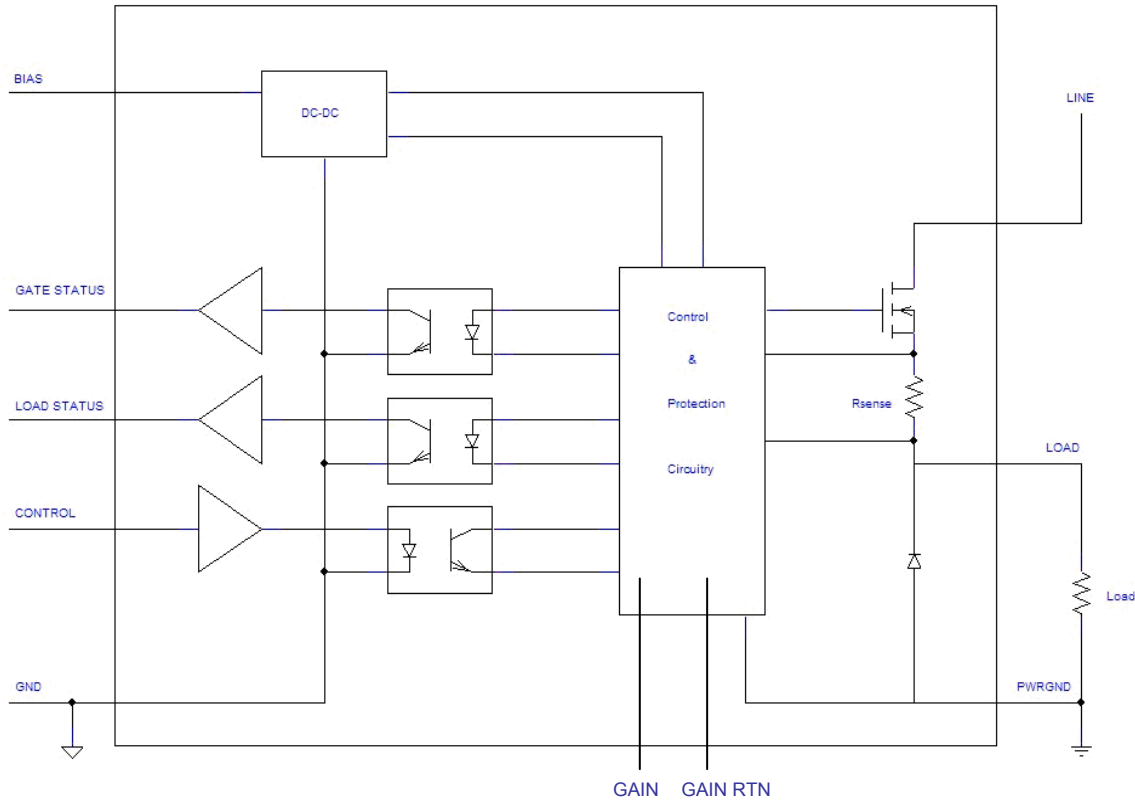 BIAS
DC-DC
LINE
GATE STATUS
Control
&
Protection
Circuitry
Rsense
LOAD STATUS
LOAD
CONTROL
Load
GND
PWRGND
GAIN
GAIN RTN